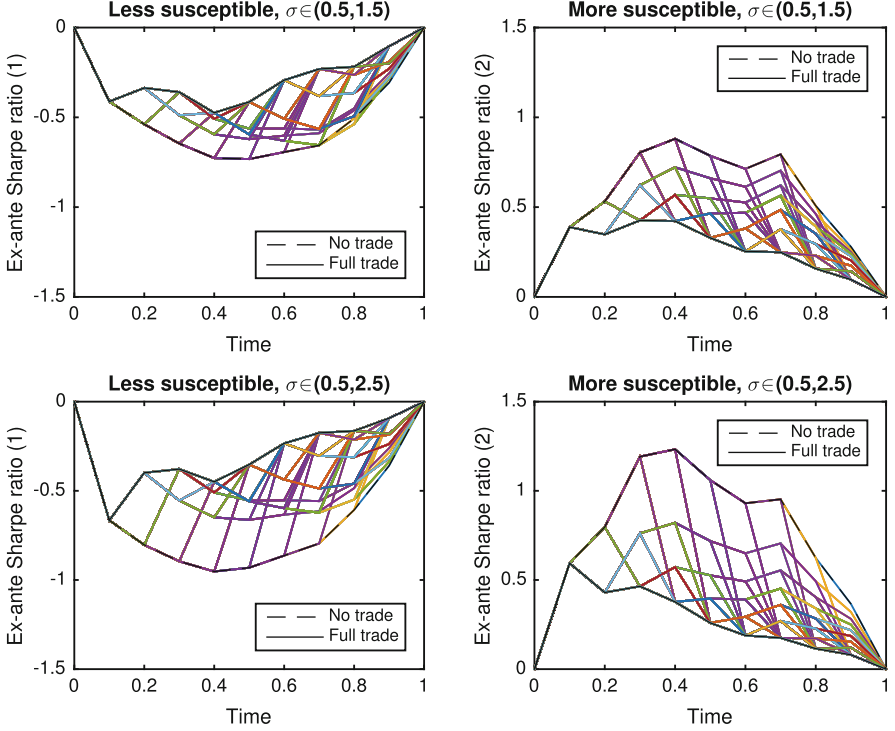 Less susceptible, σ∈(0.5,1.5)
Ex-ante Sharpe ratio (1)
0
-0.5
-1
-1.5
No trade
Full trade
0 0.2 0.4 0.6 0.8 1
Time
More susceptible, σ∈(0.5,1.5)
Ex-ante Sharpe ratio (2)
1.5
1
0.5
0
No trade
Full trade
0 0.2 0.4 0.6 0.8 1
Time
Less susceptible, σ∈(0.5,2.5)
Ex-ante Sharpe ratio (1)
0
-0.5
-1
-1.5
No trade
Full trade
0 0.2 0.4 0.6 0.8 1
Time
More susceptible, σ∈(0.5,2.5)
Ex-ante Sharpe ratio (2)
1.5
1
0.5
0
No trade
Full trade
0 0.2 0.4 0.6 0.8 1
Time